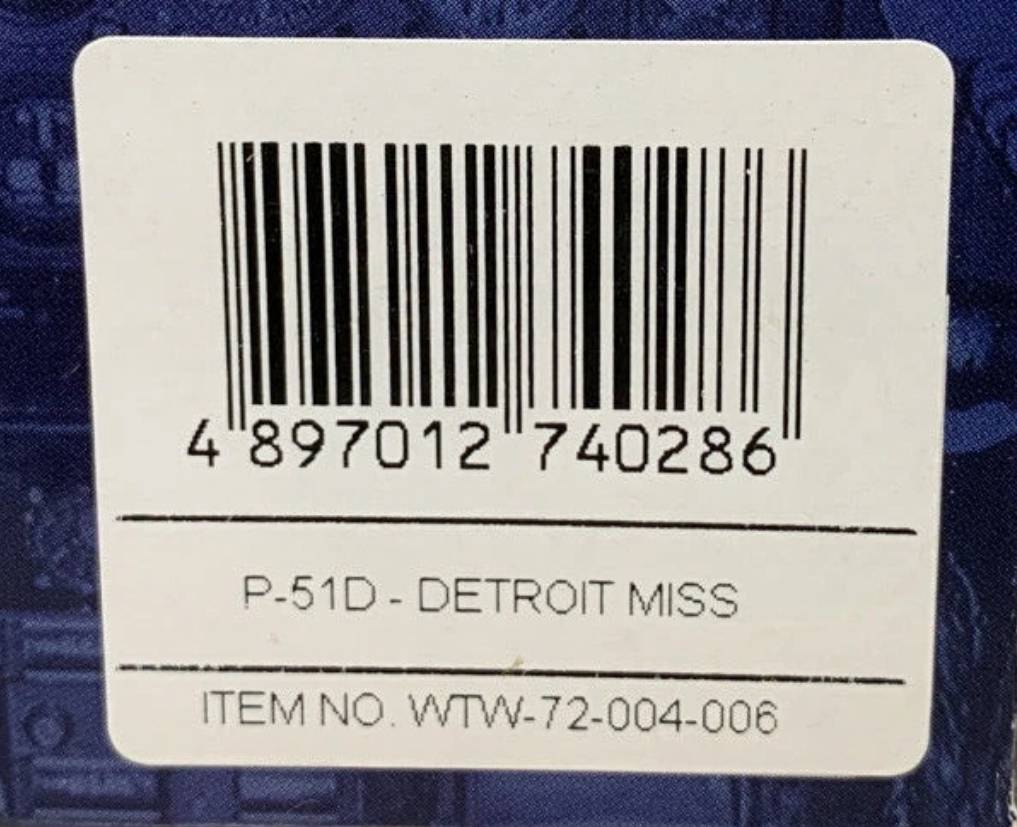 4 897012 740286
P-51D - DETROIT MISS
ITEM NO. WTW-72-004-006